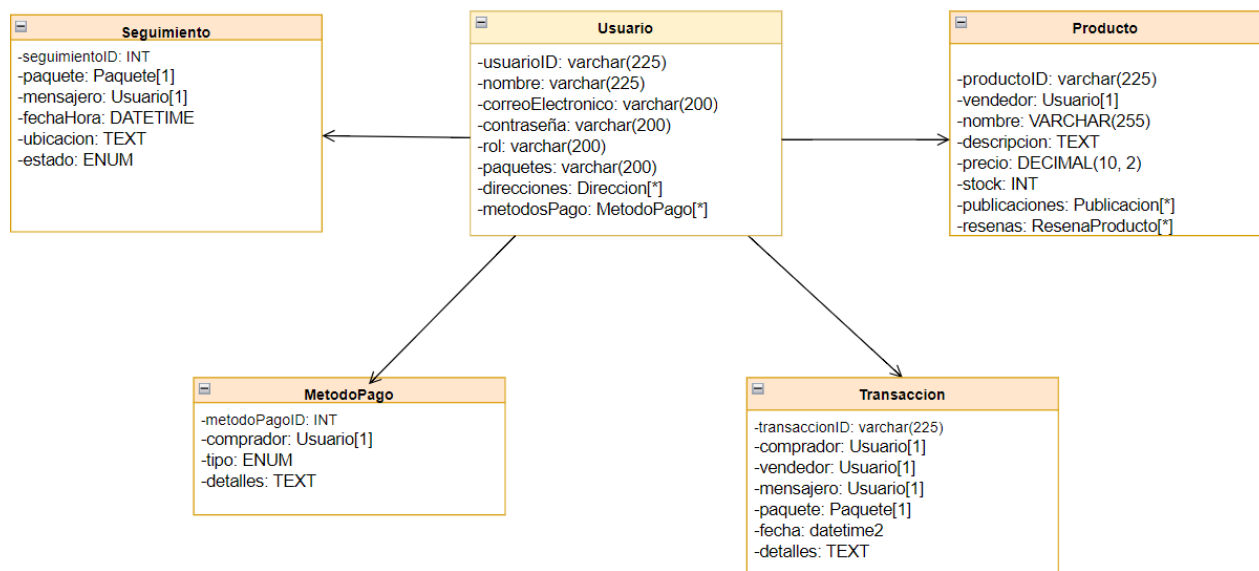 Seguimiento
-seguimientoID: INT
-paquete: Paquete[1]
-mensajero: Usuario[1]
-fechaHora: DATETIME
-ubicacion: TEXT
-estado: ENUM
Usuario
-usuarioID: varchar(225)
-nombre: varchar(225)
-correoElectronico: varchar(200)
-contraseña: varchar(200)
-rol: varchar(200)
-paquetes: varchar(200)
-direcciones: Direccion[*]
-metodosPago: MetodoPago[*]
Producto
-productoID: varchar(225)
-vendedor: Usuario[1]
-nombre: VARCHAR(255)
-descripcion: TEXT
-precio: DECIMAL(10, 2)
-stock: INT
-publicaciones: Publicacion[*]
-resenas: ResenaProducto[*]
MetodoPago
-metodoPagoID: INT
-comprador: Usuario[1]
-tipo: ENUM
-detalles: TEXT
Transaccion
-transaccionID: varchar(225)
-comprador: Usuario[1]
-vendedor: Usuario[1]
-mensajero: Usuario[1]
-paquete: Paquete[1]
-fecha: datetime2
-detalles: TEXT